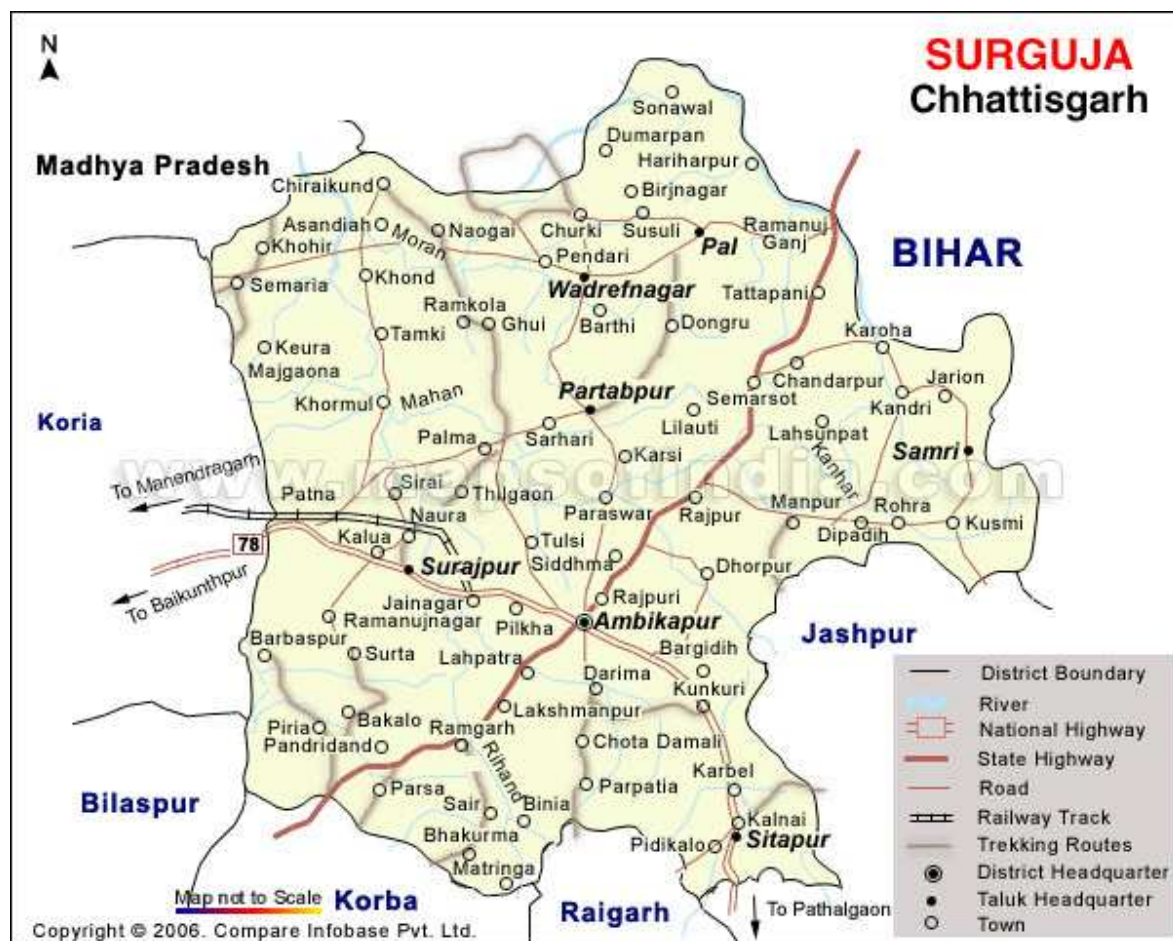 SURGUJA
Chhattisgarh
N
Sonawal
Dumarpan
Hariharpur
Madhya Pradesh
Chiraikund
Birjnagar
Asandiah
Moran
Naogai
Churki
Susuli
Ramanuj
Ganj
Pal
Khohir
BIHAR
Pendari
Semaria
Khond
Wadrefnagar
Tattapani
Ramkola
Ghui
Barthi
Dongru
Karoha
Tamki
Keura
Majgaona
Chandarpur
Jarion
Mahan
Partabpur
Semarsot
Kandri
Khormul
Koria
Sarhari
Lilauti
Lahsunpat
Palma
Karsi
Kanhar
Samri
www.mapsofindia.com
To Manendragarh
Patna
Sirai
Thilgaon
Paraswar
Rajpur
Manpur
Rohra
Naura
Dipadih
Kusmi
78
Kalua
Tulsi
Siddhma
Surajpur
Dhorpur
To Baikunthpur
Jainagar
Rajpuri
Ramanujnagar
Pilkha
Ambikapur
Jashpur
Barbaspur
Surta
Lahpatra
Bargidih
Darima
Kunkuri
Piria
Bakalo
Lakshmanpur
Pandridand
Ramgarh
Rihand
Chota Damali
Bilaspur
Parsa
Parpatia
Karbel
Sair
Binia
Kalnai
Bhakurma
Pidikalo
Sitapur
Matringa
Map not to Scale
Korba
Raigarh
To Pathalgaon
District Boundary
River
National Highway
State Highway
Road
Railway Track
Trekking Routes
District Headquarter
Taluk Headquarter
Town
Copyright © 2006. Compare Infobase Pvt. Ltd.